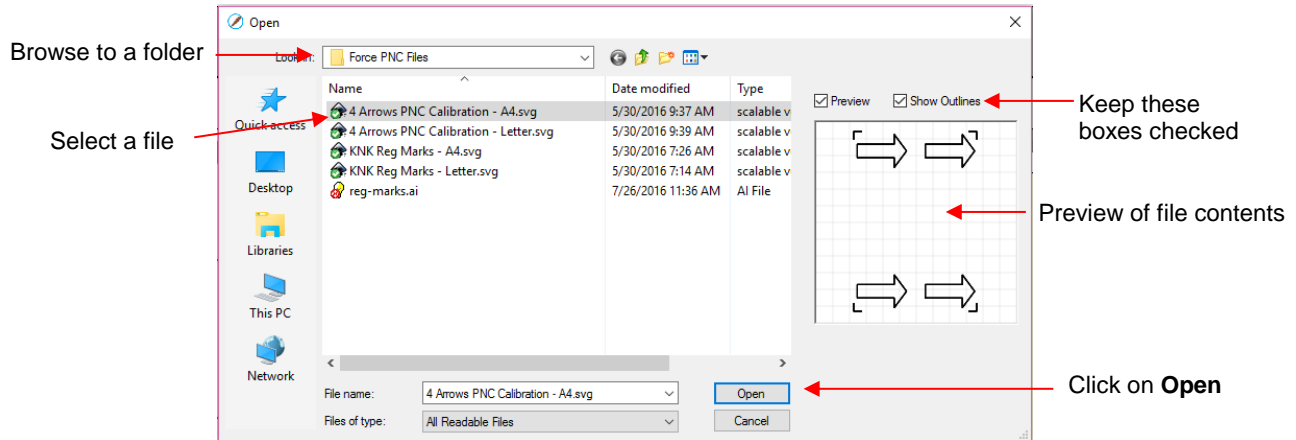 Open
Browse to a folder
Look in: Force PNC Files
Name Date modified Type
Preview Show Outlines
Keep these
boxes checked
Quick access
Select a file
4 Arrows PNC Calibration - A4.svg 5/30/2016 9:37 AM scalable v
4 Arrows PNC Calibration - Letter.svg 5/30/2016 9:39 AM scalable v
KNK Reg Marks - A4.svg 5/30/2016 7:26 AM scalable v
KNK Reg Marks - Letter.svg 5/30/2016 7:14 AM scalable v
reg-marks.ai 7/26/2016 11:36 AM AI File
Desktop
Preview of file contents
Libraries
This PC
Network
File name: 4 Arrows PNC Calibration - A4.svg Open
Click on Open
Files of type: All Readable Files Cancel